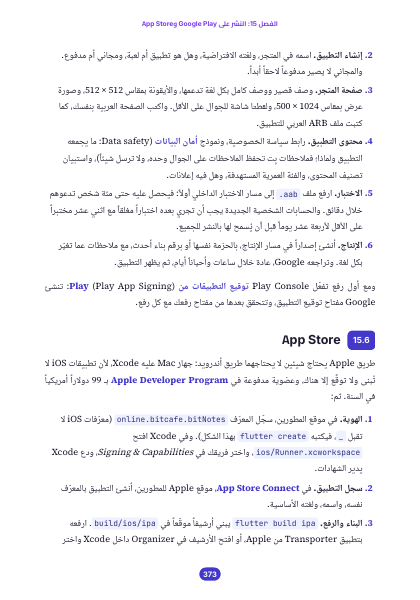 الفصل 15: النشر على Google Play وApp Store
2. إنشاء التطبيق. اسمه في المتجر، ولغته الافتراضية، وهل هو تطبيق أم لعبة، ومجاني أم مدفوع.
والمجاني لا يصير مدفوعاً لاحقاً أبداً.
3. صفحة المتجر. وصف قصير ووصف كامل بكل لغة تدعمها، والأيقونة بمقاس 512 × 512، وصورة
عرض بمقاس 1024 × 500، ولقطتا شاشة للجوال على الأقل. واكتب الصفحة العربية بنفسك، كما
كتبت ملف ARB العربي للتطبيق.
4. محتوى التطبيق. رابط سياسة الخصوصية، ونموذج أمان البيانات (Data safety: ما يجمعه
التطبيق ولماذا؛ فملاحظات بِت تحفظ الملاحظات على الجوال وحده، ولا ترسل شيئاً)، واستبيان
تصنيف المحتوى، والفئة العمرية المستهدفة، وهل فيه إعلانات.
5. الاختبار. ارفع ملف .aab إلى مسار الاختبار الداخلي أولاً؛ فيحصل عليه حتى مئة شخص تدعوهم
خلال دقائق. والحسابات الشخصية الجديدة يجب أن تجري بعده اختباراً مغلقاً مع اثني عشر مختبراً
على الأقل لأربعة عشر يوماً قبل أن يُسمح لها بالنشر للجميع.
6. الإنتاج. أنشئ إصداراً في مسار الإنتاج، بالحزمة نفسها أو برقم بناء أحدث، مع ملاحظات عما تغيّر
بكل لغة. وتراجعه Google، عادة خلال ساعات وأحياناً أيام، ثم يظهر التطبيق.
ومع أول رفع تفعّل Play Console توقيع التطبيقات من Play (Play App Signing): تنشئ
Google مفتاح توقيع التطبيق، وتتحقق بعدها من مفتاح رفعك مع كل رفع.
15.6 App Store
طريق Apple يحتاج شيئين لا يحتاجهما طريق أندرويد: جهاز Mac عليه Xcode، لأن تطبيقات iOS لا
تُبنى ولا توقَّع إلا هناك، وعضوية مدفوعة في Apple Developer Program بـ 99 دولاراً أمريكياً
في السنة. ثم:
1. الهوية. في موقع المطورين، سجّل المعرّف online.bitcafe.bitNotes (معرّفات iOS لا
تقبل _، فيكتبه flutter create بهذا الشكل). وفي Xcode افتح
ios/Runner.xcworkspace، واختر فريقك في Signing & Capabilities، ودع Xcode
يدير الشهادات.
2. سجل التطبيق. في App Store Connect، موقع Apple للمطورين، أنشئ التطبيق بالمعرّف
نفسه، واسمه، ولغته الأساسية.
3. البناء والرفع. flutter build ipa يبني أرشيفاً موقّعاً في build/ios/ipa. ارفعه
بتطبيق Transporter من Apple، أو افتح الأرشيف في Organizer داخل Xcode واختر
373